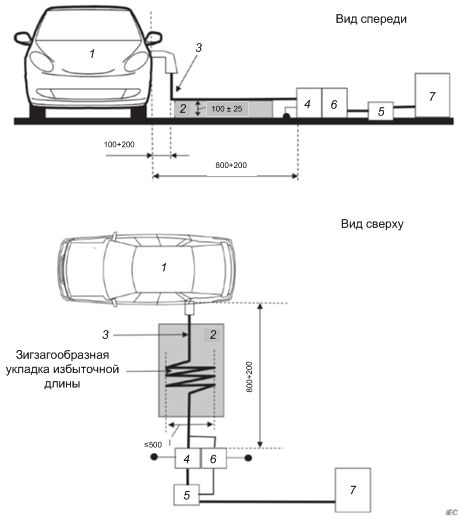 Вид спереди
1
3
2
100 ± 25
4
6
5
7
100+200
800+200
Вид сверху
1
3
2
Зигзагообразная
укладка избыточной
длины
800+200
≤500
4
6
5
7
IEC